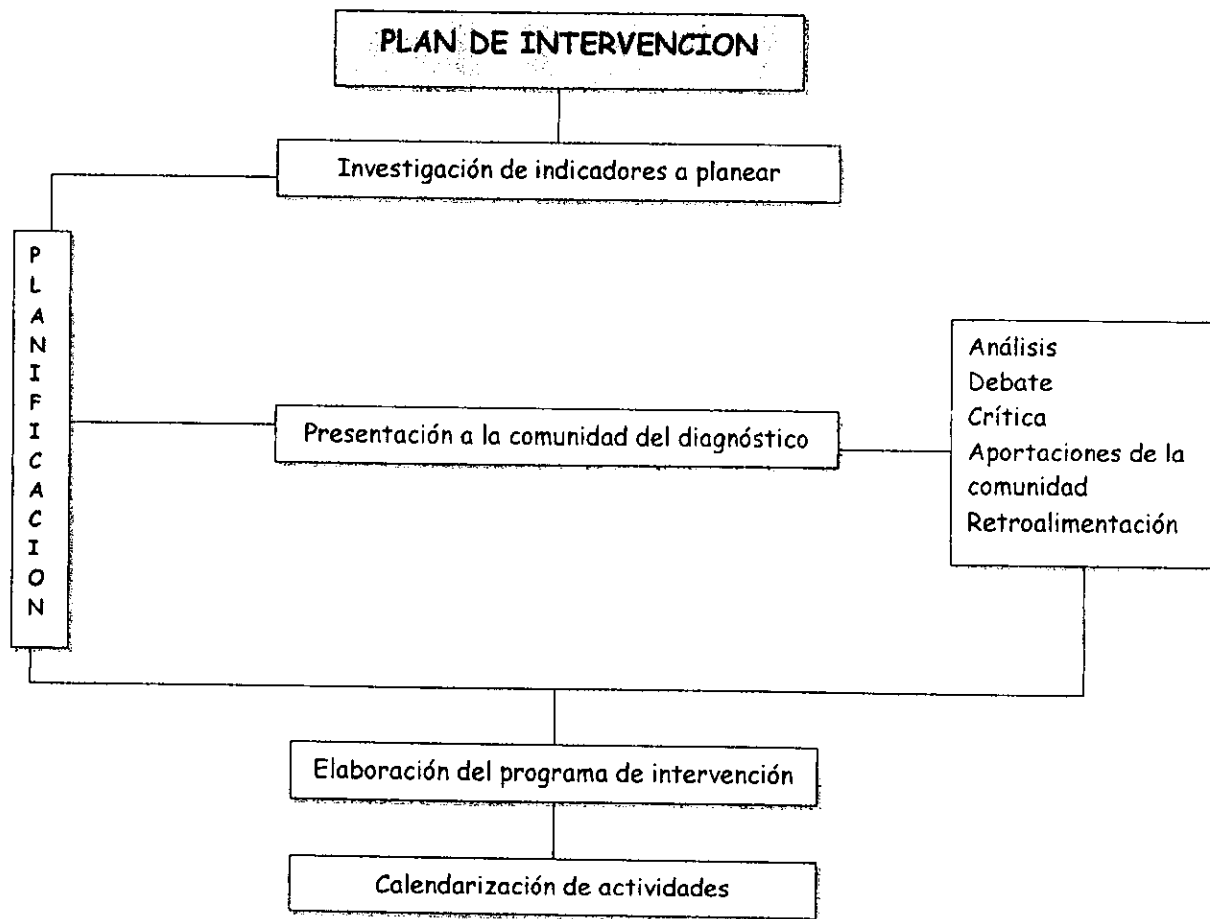 PLAN DE INTERVENCION
Investigación de indicadores a planear
PLANIFICACION
Presentación a la comunidad del diagnóstico
Análisis
Debate
Crítica
Aportaciones de la
comunidad
Retroalimentación
Elaboración del programa de intervención
Calendarización de actividades